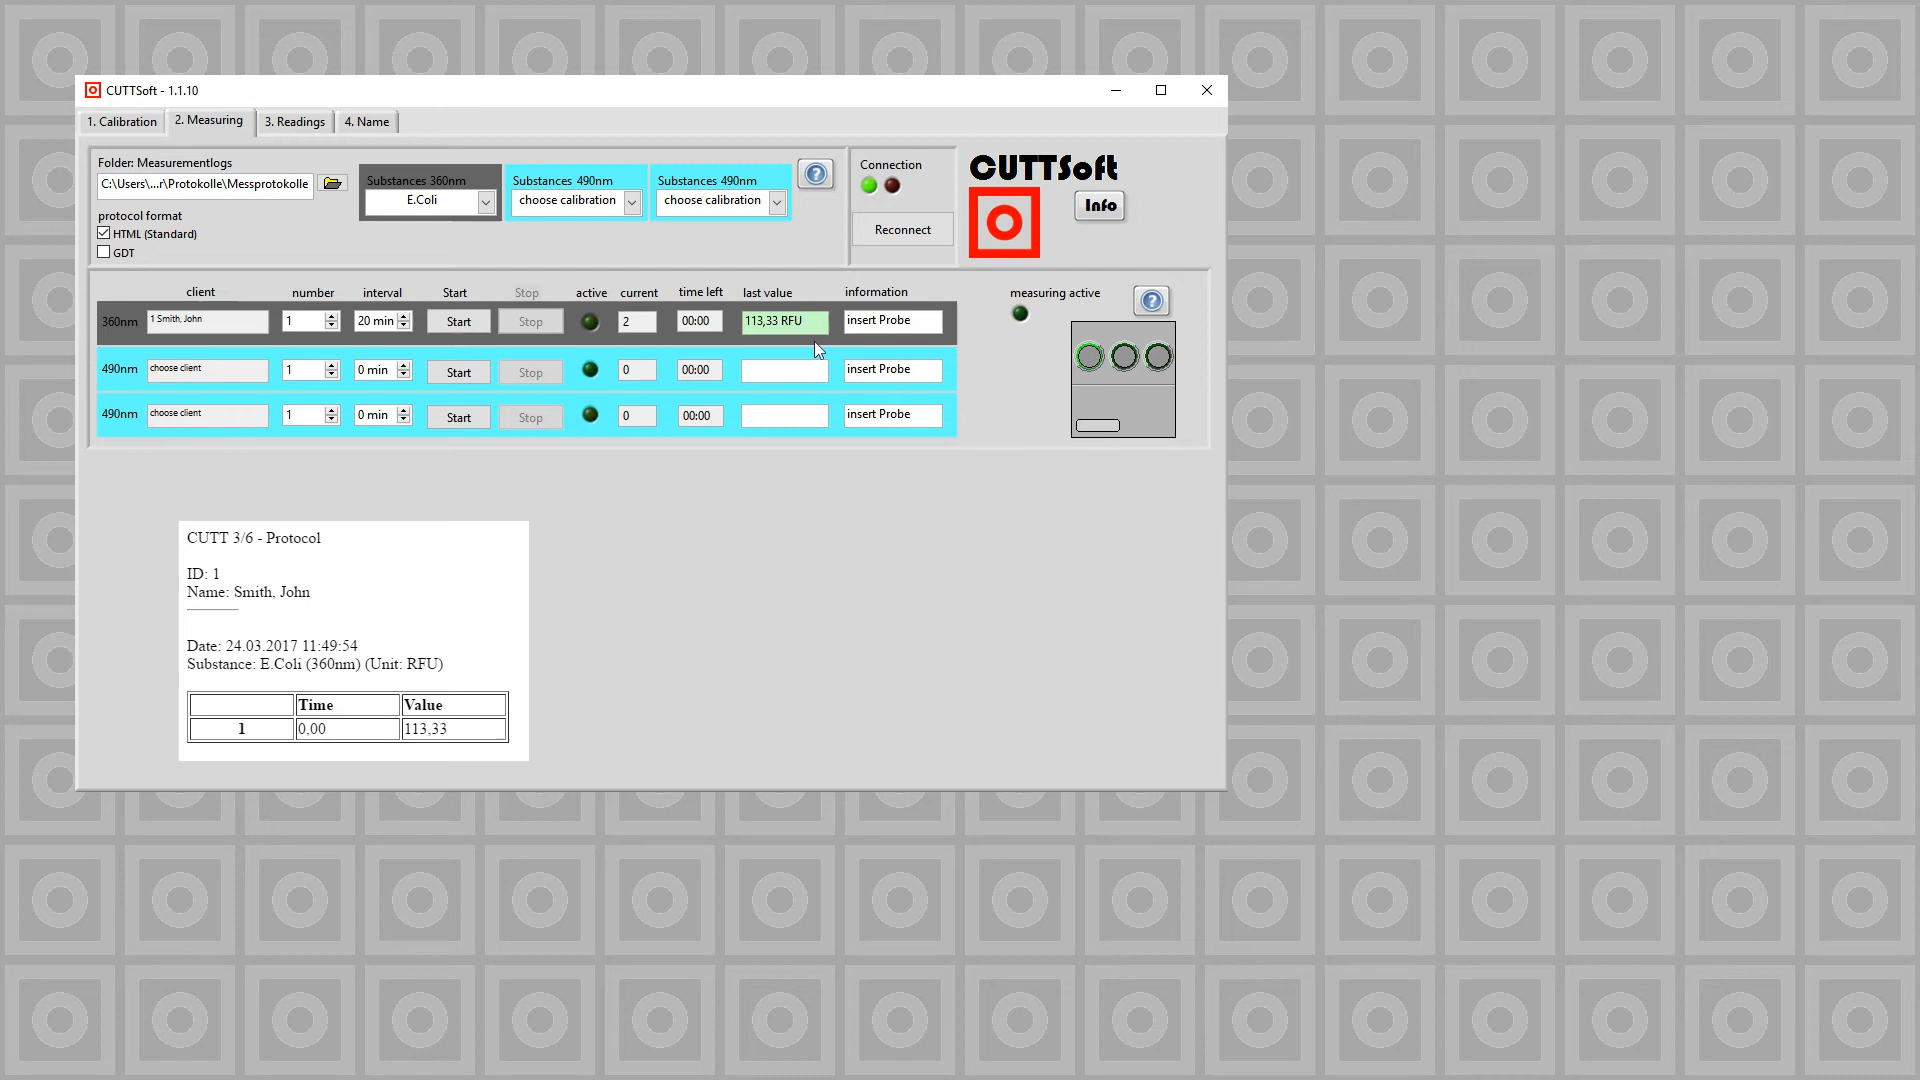 CUTTSoft - 1.1.10
1. Calibration 2. Measuring 3. Readings 4. Name
Folder: Measurementlogs
C:\Users\...r\Protokolle\Messprotokolle
protocol format
HTML (Standard)
GDT
Substances 360nm
E.Coli
Substances 490nm
choose calibration
Substances 490nm
choose calibration
?
Connection
Reconnect
CUTTSoft
Info
client number interval Start Stop active current time left last value information
360nm 1 Smith, John 1 20 min Start Stop 2 00:00 113,33 RFU insert Probe
490nm choose client 1 0 min Start Stop 0 00:00 insert Probe
490nm choose client 1 0 min Start Stop 0 00:00 insert Probe
measuring active
?
CUTT 3/6 - Protocol
ID: 1
Name: Smith, John
Date: 24.03.2017 11:49:54
Substance: E.Coli (360nm) (Unit: RFU)
Time Value
1 0,00 113,33